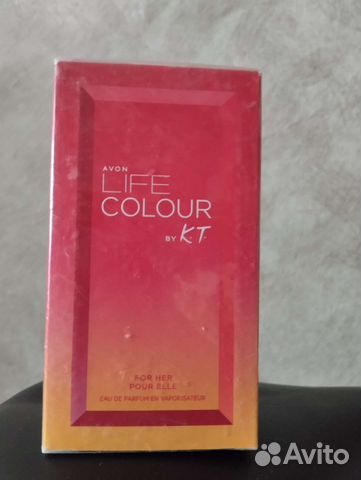 AVON
LIFE
COLOUR
BY K.T.
FOR HER
POUR ELLE
EAU DE PARFUM EN VAPORISATEUR
Avito